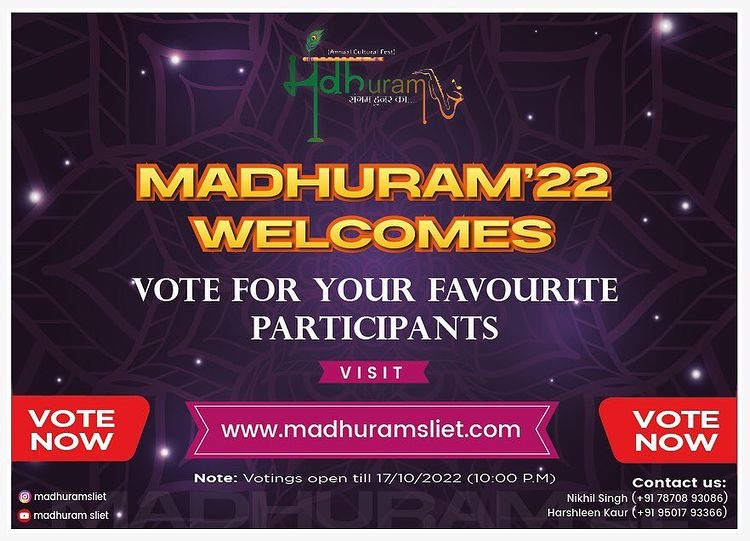 (Annual Cultural Fest)
Madhuram
संगम हुनर का....
MADHURAM'22
WELCOMES
VOTE FOR YOUR FAVOURITE
PARTICIPANTS
VISIT
VOTE
NOW
www.madhuramsliet.com
VOTE
NOW
Note: Votings open till 17/10/2022 (10:00 P.M)
madhuramsliet
madhuram sliet
Contact us:
Nikhil Singh (+91 78708 93086)
Harshleen Kaur (+91 95017 93366)